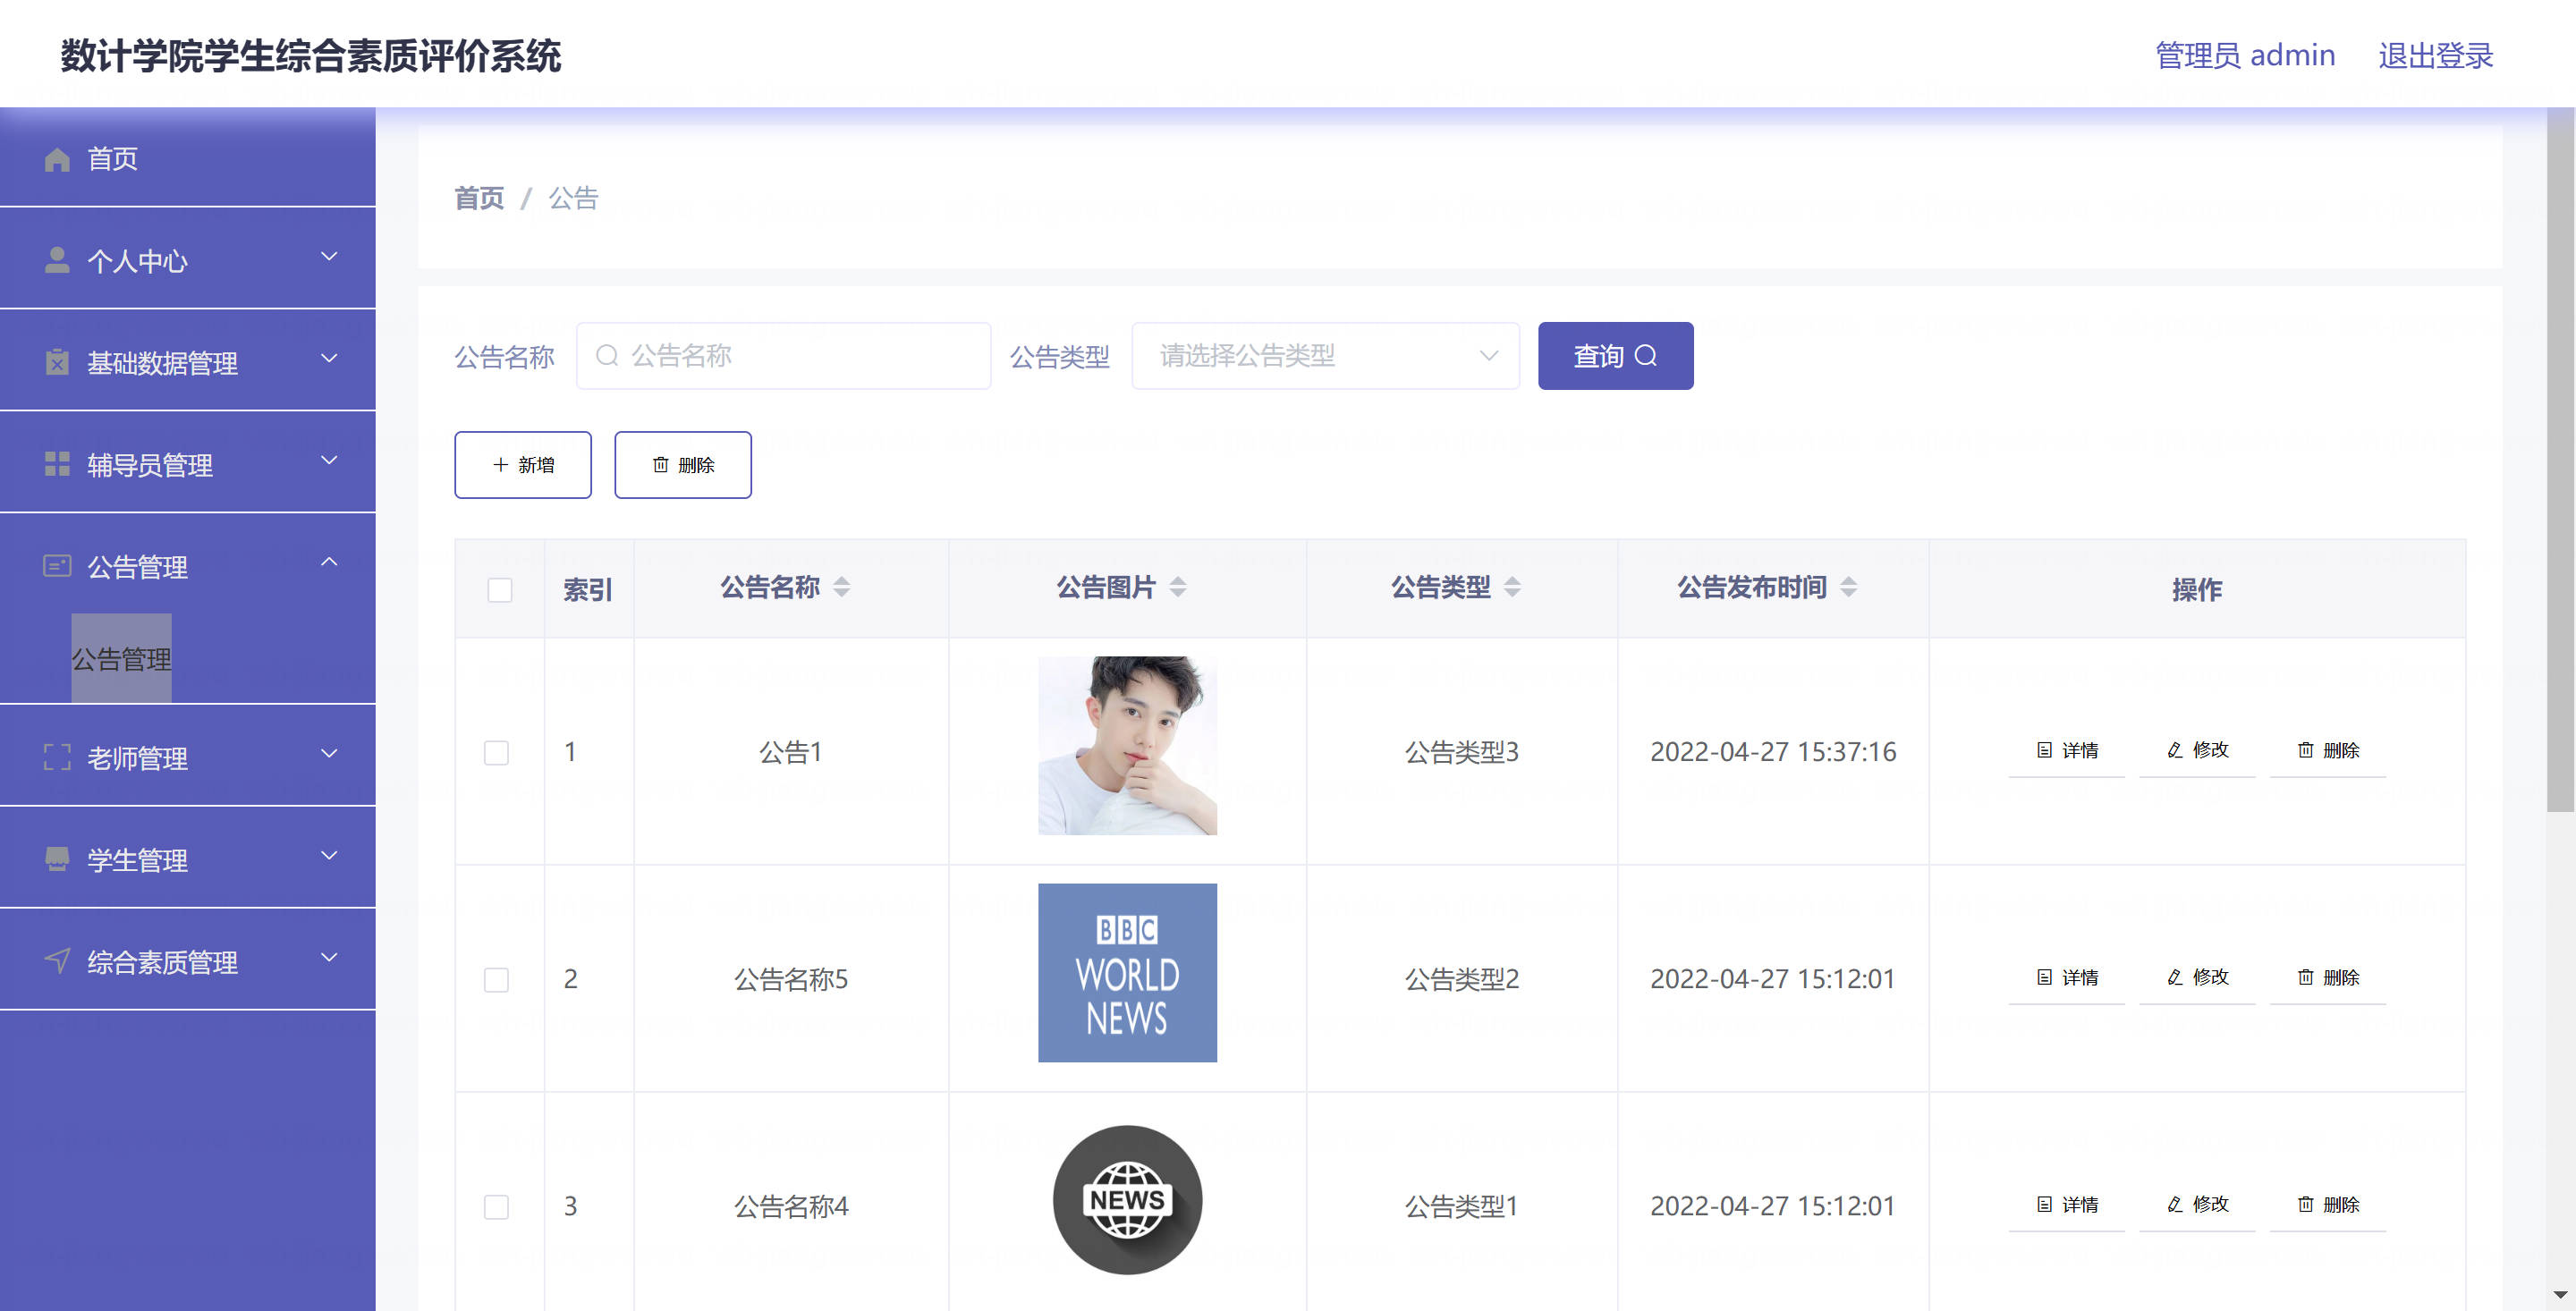 数计学院学生综合素质评价系统
管理员 admin 退出登录
首页
个人中心
基础数据管理
辅导员管理
公告管理
公告管理
老师管理
学生管理
综合素质管理
首页 / 公告
公告名称 公告名称 公告类型 请选择公告类型 查询
新增 删除
索引 公告名称 公告图片 公告类型 公告发布时间 操作
1 公告1 公告类型3 2022-04-27 15:37:16 详情 修改 删除
2 公告名称5 BBC
WORLD
NEWS
公告类型2 2022-04-27 15:12:01 详情 修改 删除
3 公告名称4 NEWS 公告类型1 2022-04-27 15:12:01 详情 修改 删除